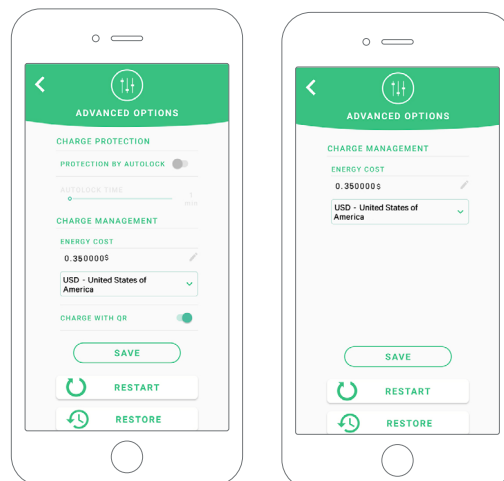 ADVANCED OPTIONS
CHARGE PROTECTION
PROTECTION BY AUTOLOCK
AUTOLOCK TIME
1
min
CHARGE MANAGEMENT
ENERGY COST
0.350000$
USD - United States of
America
CHARGE WITH QR
SAVE
RESTART
RESTORE
ADVANCED OPTIONS
CHARGE MANAGEMENT
ENERGY COST
0.350000$
USD - United States of
America
SAVE
RESTART
RESTORE